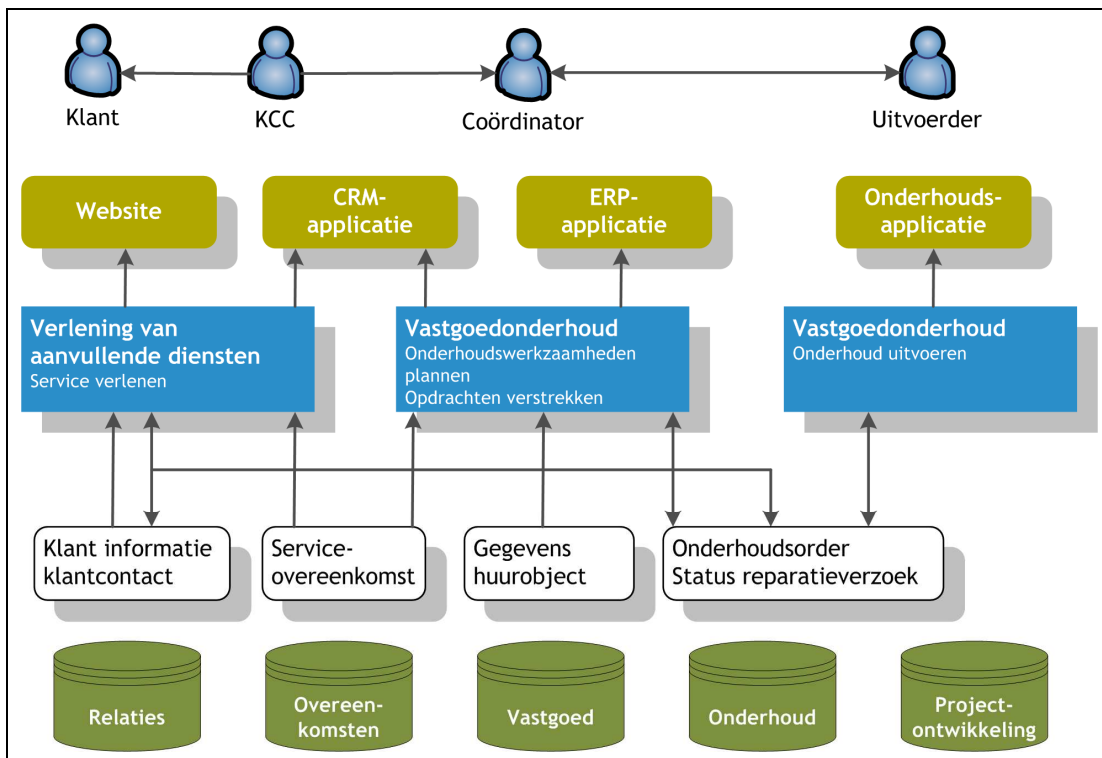 Klant
KCC
Coördinator
Uitvoerder
Website
CRM-
applicatie
ERP-
applicatie
Onderhouds-
applicatie
Verlening van
aanvullende diensten
Service verlenen
Vastgoedonderhoud
Onderhoudswerkzaamheden
plannen
Opdrachten verstrekken
Vastgoedonderhoud
Onderhoud uitvoeren
Klant informatie
klantcontact
Service-
overeenkomst
Gegevens
huurobject
Onderhoudsorder
Status reparatieverzoek
Relaties
Overeen-
komsten
Vastgoed
Onderhoud
Project-
ontwikkeling